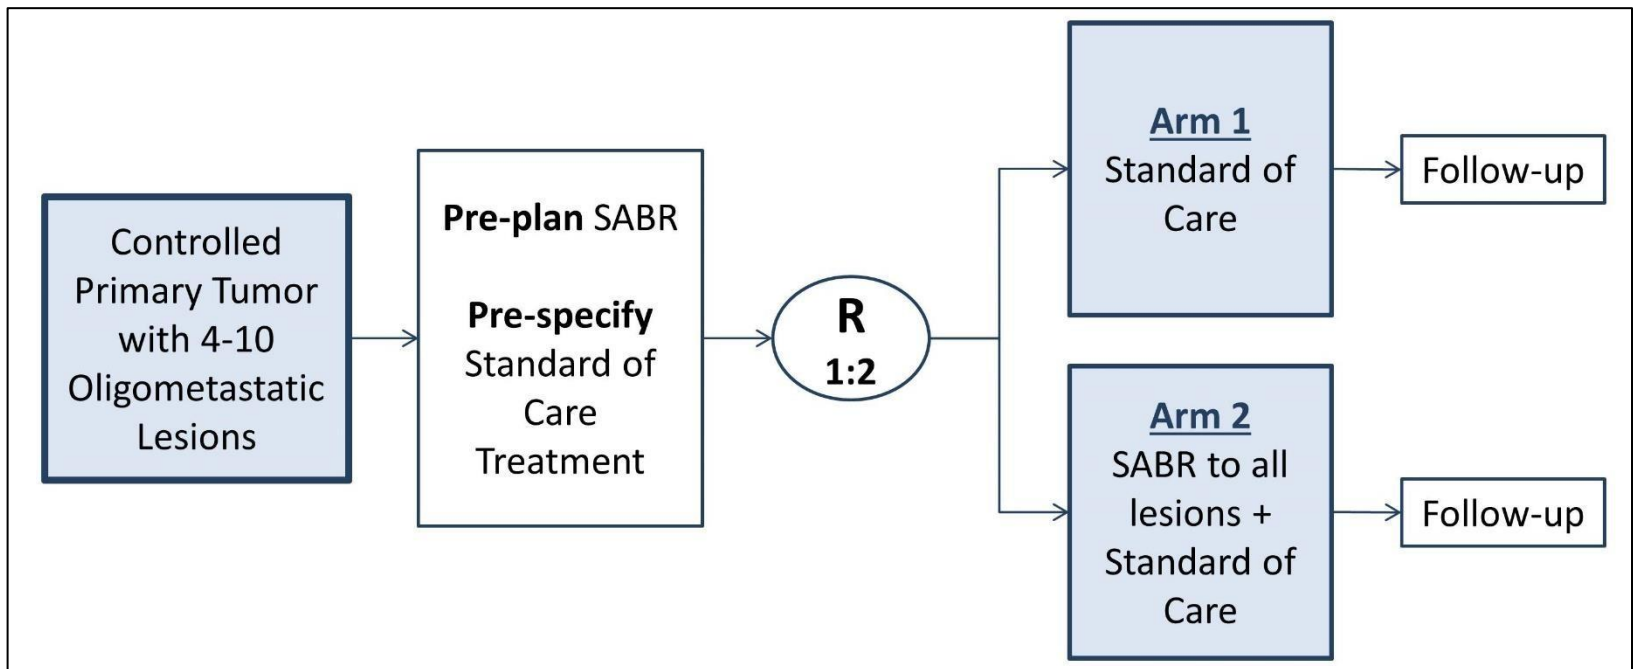 Controlled
Primary Tumor
with 4-10
Oligometastatic
Lesions
Pre-plan SABR
Pre-specify
Standard of
Care
Treatment
R
1:2
Arm 1
Standard of
Care
Follow-up
Arm 2
SABR to all
lesions +
Standard of
Care
Follow-up